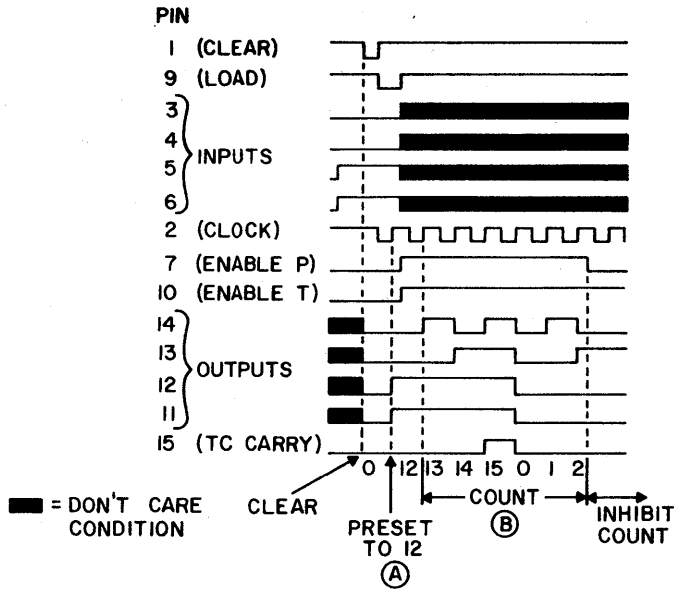 PIN
1 (CLEAR)
9 (LOAD)
3
4
INPUTS
5
6
2 (CLOCK)
7 (ENABLE P)
10 (ENABLE T)
14
13
OUTPUTS
12
11
15 (TC CARRY)
0 12 13 14 15 0 1 2
= DON'T CARE
CONDITION
CLEAR
PRESET
TO 12
A
COUNT
B
INHIBIT
COUNT